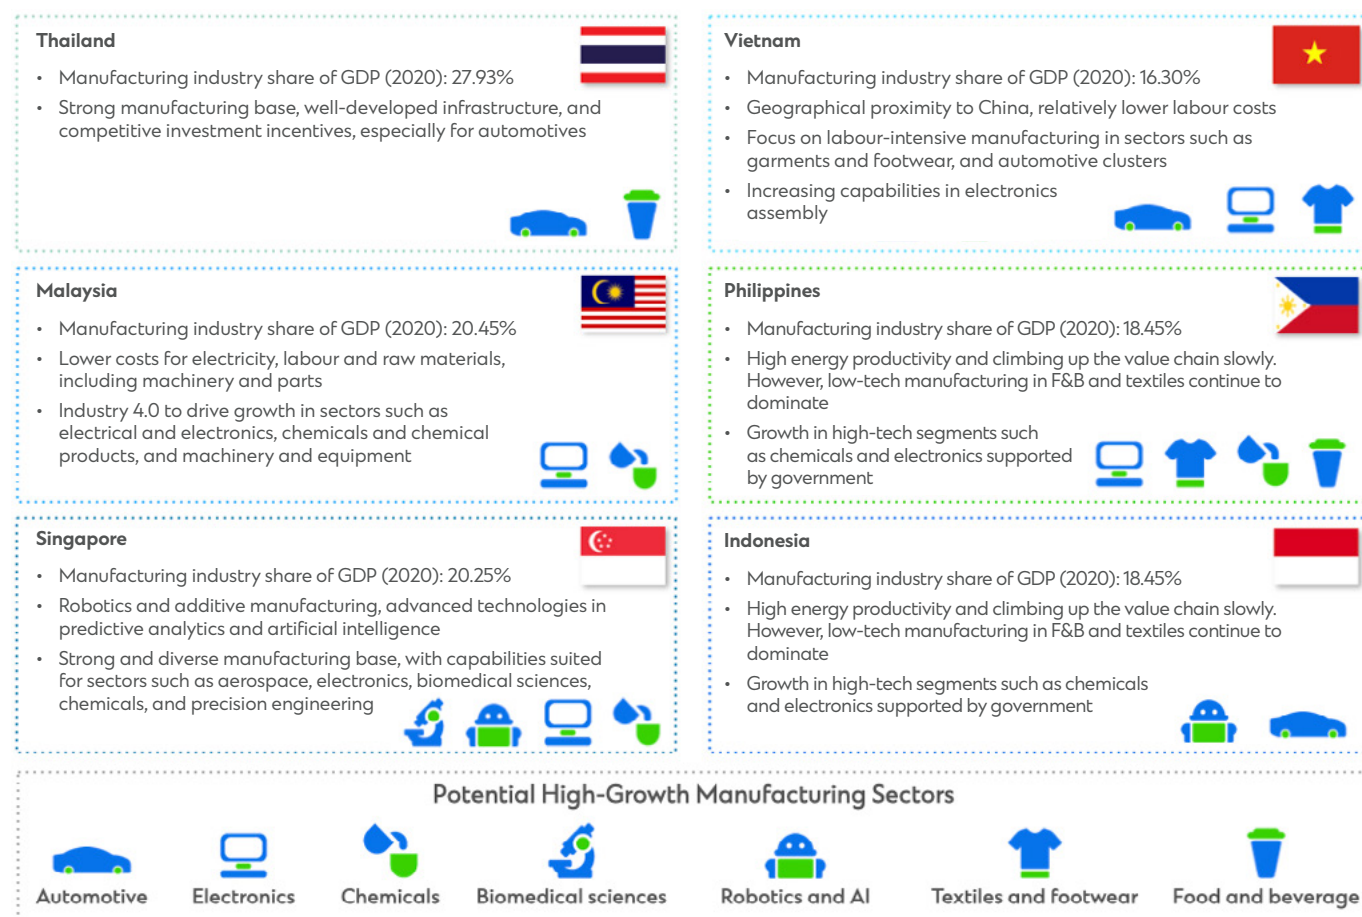 Thailand
• Manufacturing industry share of GDP (2020): 27.93%
• Strong manufacturing base, well-developed infrastructure, and
competitive investment incentives, especially for automotives
Vietnam
• Manufacturing industry share of GDP (2020): 16.30%
• Geographical proximity to China, relatively lower labour costs
• Focus on labour-intensive manufacturing in sectors such as
garments and footwear, and automotive clusters
• Increasing capabilities in electronics
assembly
Malaysia
• Manufacturing industry share of GDP (2020): 20.45%
• Lower costs for electricity, labour and raw materials,
including machinery and parts
• Industry 4.0 to drive growth in sectors such as
electrical and electronics, chemicals and chemical
products, and machinery and equipment
Philippines
• Manufacturing industry share of GDP (2020): 18.45%
• High energy productivity and climbing up the value chain slowly.
However, low-tech manufacturing in F&B and textiles continue to
dominate
• Growth in high-tech segments such
as chemicals and electronics supported
by government
Singapore
• Manufacturing industry share of GDP (2020): 20.25%
• Robotics and additive manufacturing, advanced technologies in
predictive analytics and artificial intelligence
• Strong and diverse manufacturing base, with capabilities suited
for sectors such as aerospace, electronics, biomedical sciences,
chemicals, and precision engineering
Indonesia
• Manufacturing industry share of GDP (2020): 18.45%
• High energy productivity and climbing up the value chain slowly.
However, low-tech manufacturing in F&B and textiles continue to
dominate
• Growth in high-tech segments such as chemicals
and electronics supported by government
Potential High-Growth Manufacturing Sectors
Automotive Electronics Chemicals Biomedical sciences Robotics and AI Textiles and footwear Food and beverage